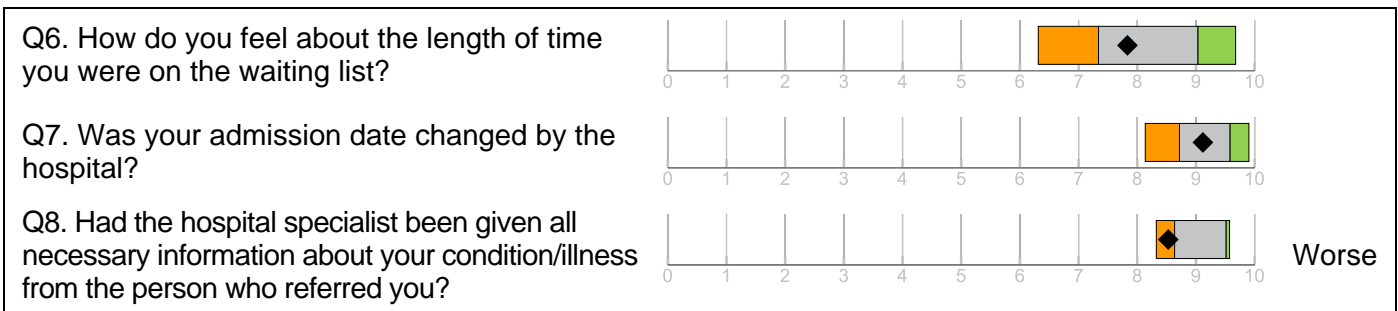 Q6. How do you feel about the length of time
you were on the waiting list?
0 1 2 3 4 5 6 7 8 9 10
Q7. Was your admission date changed by the
hospital?
0 1 2 3 4 5 6 7 8 9 10
Q8. Had the hospital specialist been given all
necessary information about your condition/illness
from the person who referred you?
0 1 2 3 4 5 6 7 8 9 10
Worse